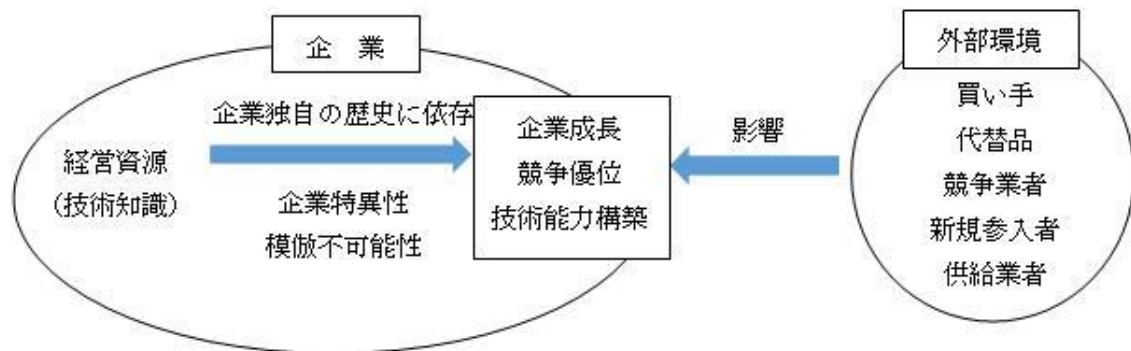 企 業
企業独自の歴史に依存
経営資源
(技術知識)
企業特異性
模倣不可能性
企業成長
競争優位
技術能力構築
影響
外部環境
買い手
代替品
競争業者
新規参入者
供給業者